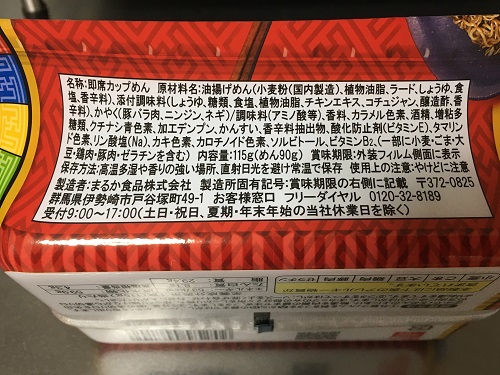 名称:即席カップめん 原材料名:油揚げめん(小麦粉(国内製造)、植物油脂、ラード、しょうゆ、食
塩、香辛料)、添付調味料(しょうゆ、糖類、食塩、植物油脂、チキンエキス、コチュジャン、醸造酢、香
辛料)、かやく(豚バラ肉、ニンジン、ネギ)/調味料(アミノ酸等)、香料、カラメル色素、酒精、増粘多
糖類、クチナシ青色素、加工デンプン、かんすい、香辛料抽出物、酸化防止剤(ビタミンE)、タマリン
ド色素、リン酸塩(Na)、カキ色素、カロチノイド色素、ソルビトール、ビタミンB2、(一部に小麦・ごま・大
豆・鶏肉・豚肉・ゼラチンを含む) 内容量:115g(めん90g) 賞味期限:外装フィルム側面に表示
保存方法/高温多湿や香りの強い場所、直射日光を避けて常温で保存 使用上の注意:やけどに注意
製造者:まるか食品株式会社 製造所固有記号:賞味期限の右側に記載 〒372-0825
群馬県伊勢崎市戸谷塚町49-1 お客様窓口 フリーダイヤル 0120-32-8189
受付9:00~17:00(土日・祝日、夏期・年末年始の当社休業日を除く)